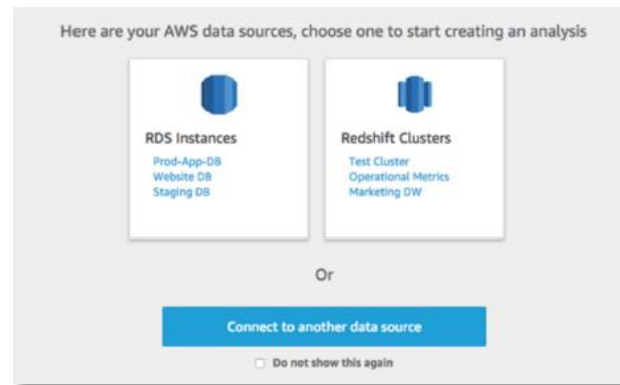 Here are your AWS data sources, choose one to start creating an analysis
RDS Instances
Prod-App-DB
Website DB
Staging DB
Redshift Clusters
Test Cluster
Operational Metrics
Marketing DW
Or
Connect to another data source
Do not show this again